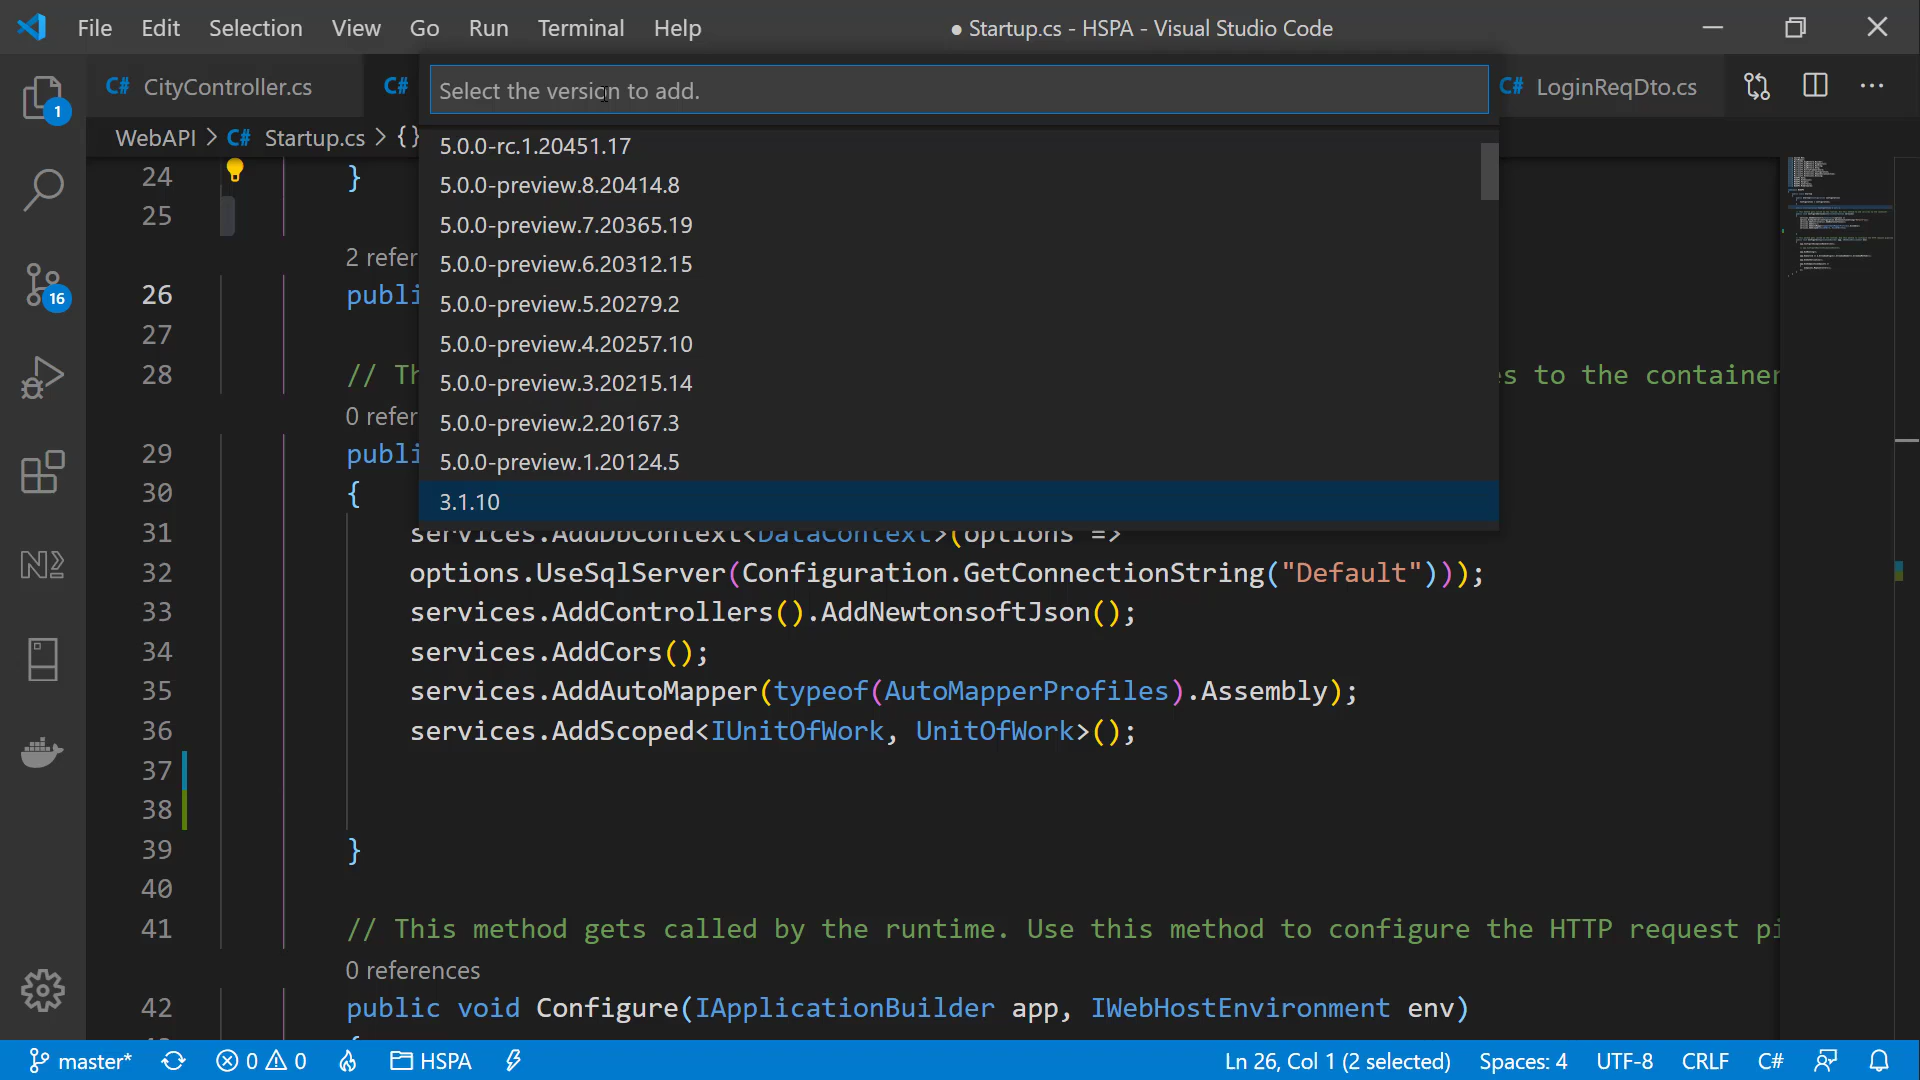 File Edit Selection View Go Run Terminal Help ● Startup.cs - HSPA - Visual Studio Code
C# CityController.cs C# C# LoginReqDto.cs
Select the version to add.
WebAPI > C# Startup.cs > {}
5.0.0-rc.1.20451.17
5.0.0-preview.8.20414.8
5.0.0-preview.7.20365.19
5.0.0-preview.6.20312.15
5.0.0-preview.5.20279.2
5.0.0-preview.4.20257.10
5.0.0-preview.3.20215.14
5.0.0-preview.2.20167.3
5.0.0-preview.1.20124.5
3.1.10
1
16
24 }
25
2 refer
26 publi
27
28 // Th es to the container
0 refer
29 publi
30 {
31 services.AddDbContext<DataContext>(options =>
32 options.UseSqlServer(Configuration.GetConnectionString("Default")));
33 services.AddControllers().AddNewtonsoftJson();
34 services.AddCors();
35 services.AddAutoMapper(typeof(AutoMapperProfiles).Assembly);
36 services.AddScoped<IUnitOfWork, UnitOfWork>();
37
38
39 }
40
41 // This method gets called by the runtime. Use this method to configure the HTTP request pi
0 references
42 public void Configure(IApplicationBuilder app, IWebHostEnvironment env)
master* 0 0 HSPA Ln 26, Col 1 (2 selected) Spaces: 4 UTF-8 CRLF C#